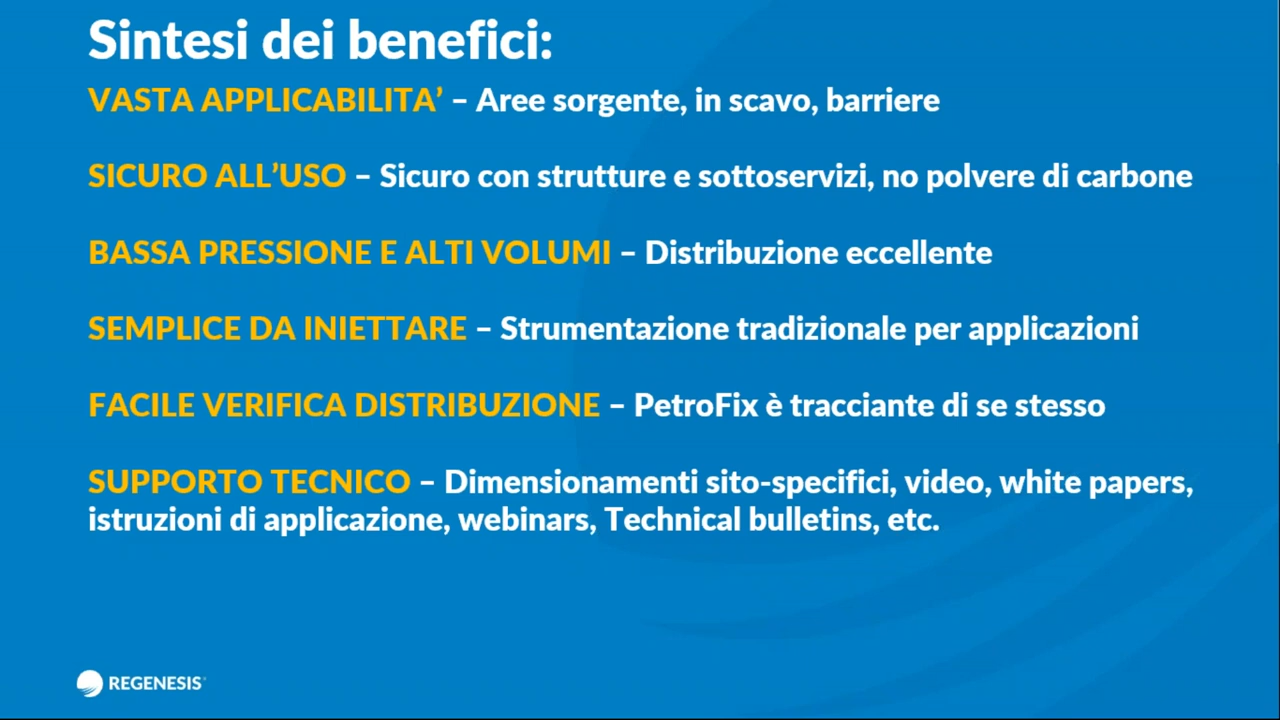 Sintesi dei benefici:
VASTA APPLICABILITA’ – Aree sorgente, in scavo, barriere
SICURO ALL’USO – Sicuro con strutture e sottoservizi, no polvere di carbone
BASSA PRESSIONE E ALTI VOLUMI – Distribuzione eccellente
SEMPLICE DA INIETTARE – Strumentazione tradizionale per applicazioni
FACILE VERIFICA DISTRIBUZIONE – PetroFix è tracciante di se stesso
SUPPORTO TECNICO – Dimensionamenti sito-specifici, video, white papers,
istruzioni di applicazione, webinars, Technical bulletins, etc.
REGENESIS